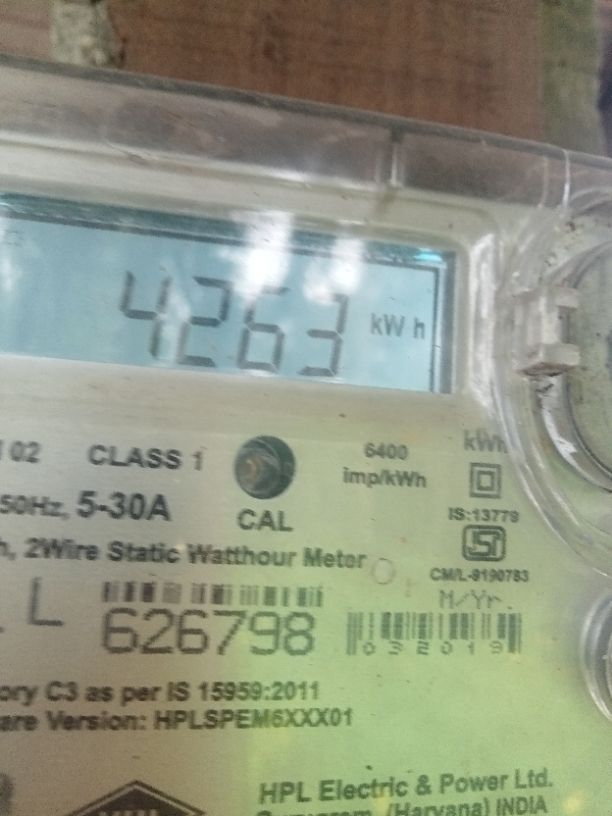 4263 kWh
102 CLASS 1
6400 imp/kWh
kWh
50Hz, 5-30A
CAL
IS:13779
h, 2Wire Static Watthour Meter
CM/L-9190783
L
M/Yr.
626798
032019
ory C3 as per IS 15959:2011
are Version: HPLSPEM6XXX01
HPL Electric & Power Ltd.
(Haryana) INDIA